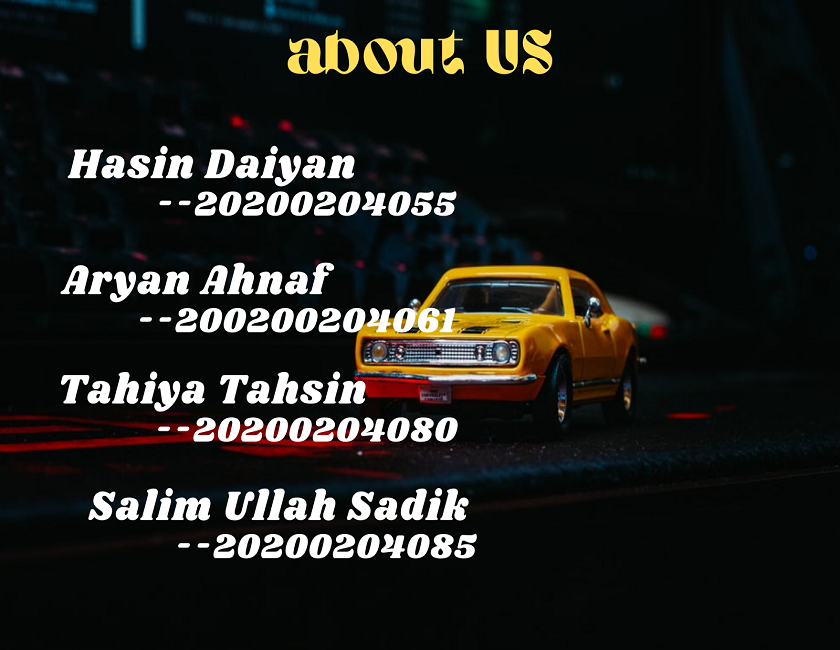 about US
Hasin Daiyan
--20200204055
Aryan Ahnaf
--200200204061
Tahiya Tahsin
--20200204080
Salim Ullah Sadik
--20200204085